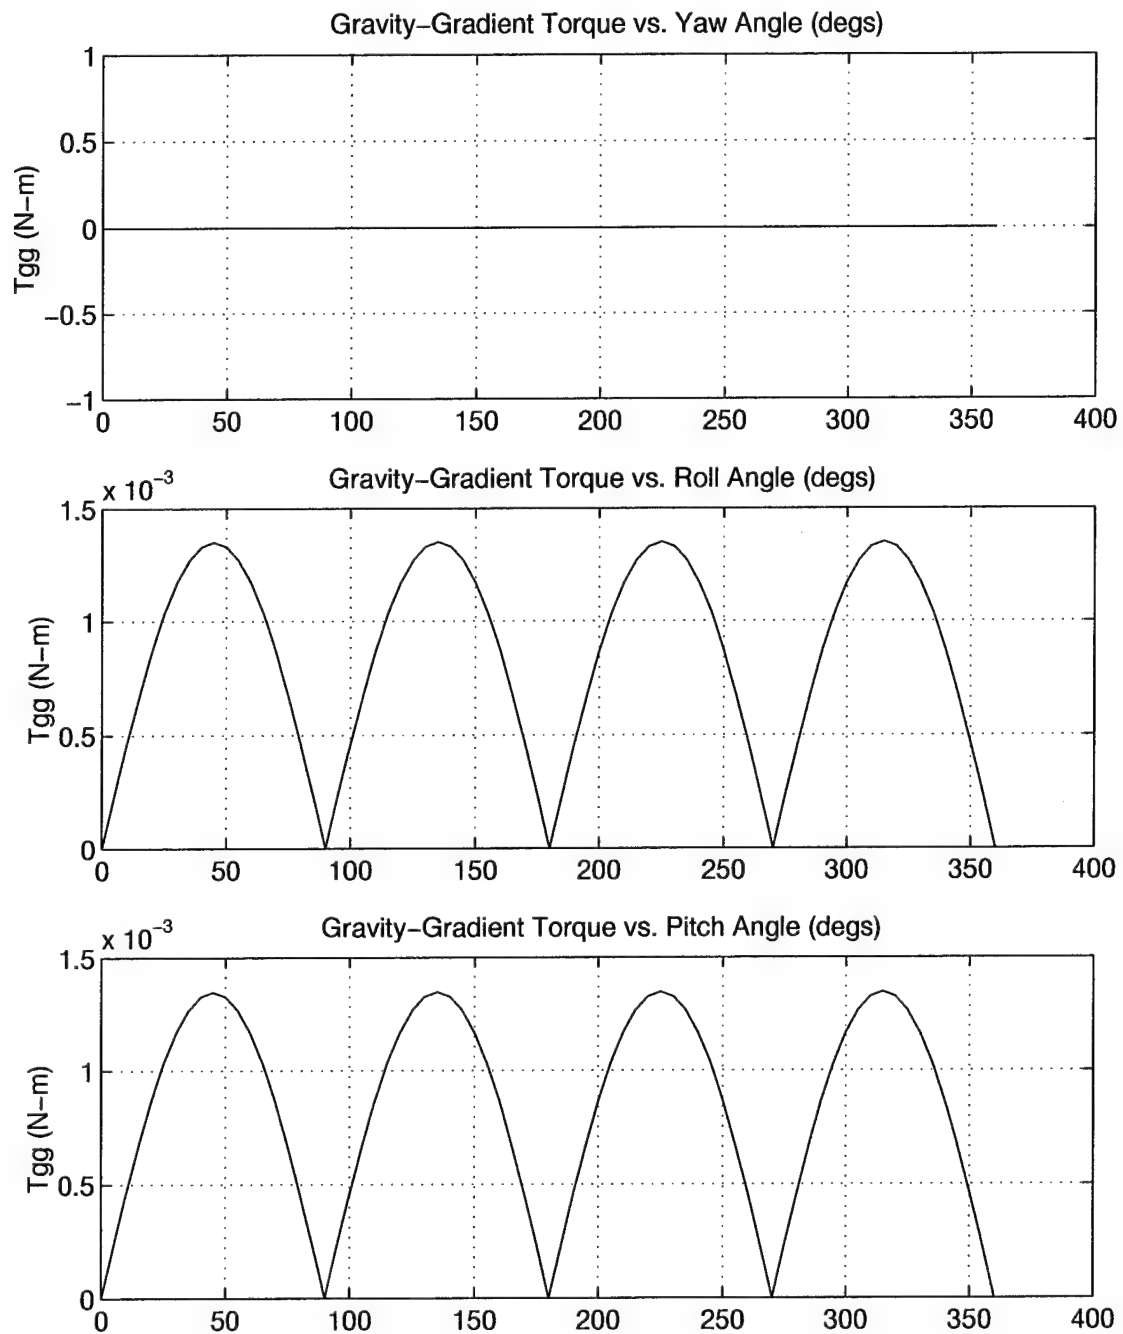 Gravity–Gradient Torque vs. Yaw Angle (degs)
1
0.5
0
−0.5
−1
Tgg (N−m)
0 50 100 150 200 250 300 350 400
Gravity–Gradient Torque vs. Roll Angle (degs)
x 10−3
1.5
1
0.5
0
Tgg (N−m)
0 50 100 150 200 250 300 350 400
Gravity–Gradient Torque vs. Pitch Angle (degs)
x 10−3
1.5
1
0.5
0
Tgg (N−m)
0 50 100 150 200 250 300 350 400